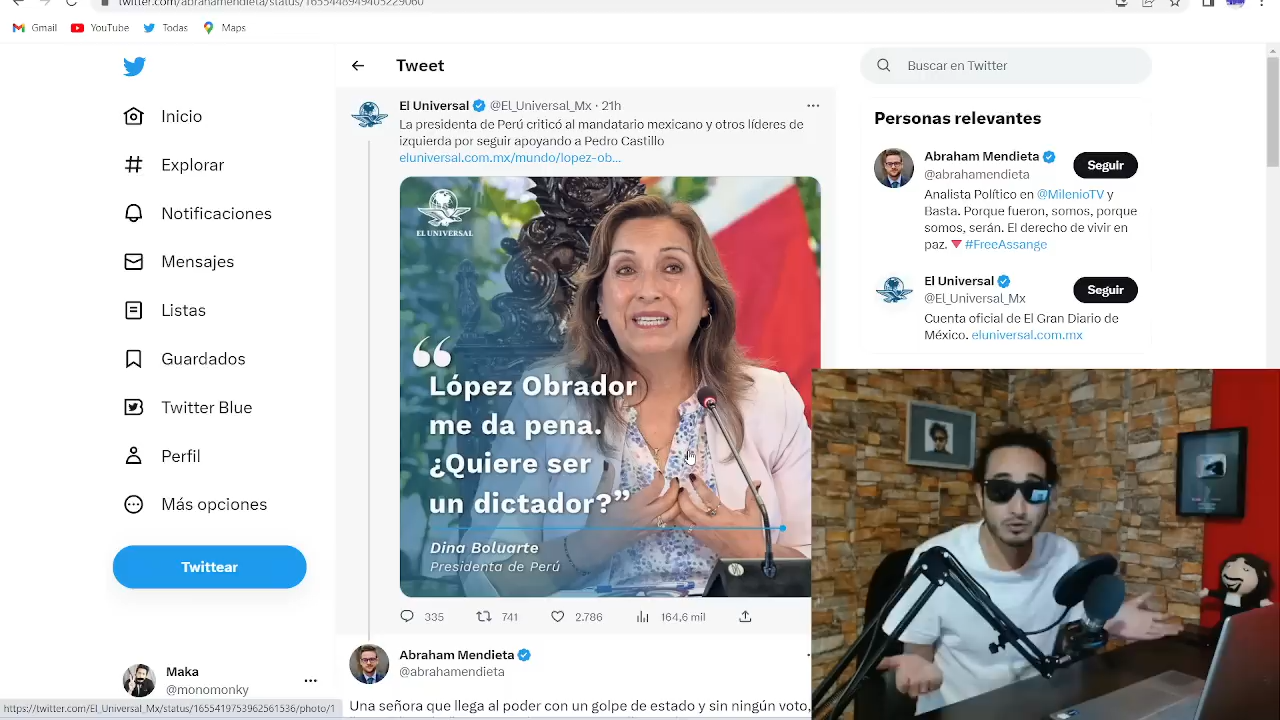 twitter.com/abrahamendieta/status/1655448949405229060
Gmail
YouTube
Todas
Maps
Tweet
Buscar en Twitter
Inicio
Explorar
Notificaciones
Mensajes
Listas
Guardados
Twitter Blue
Perfil
Más opciones
Twittear
Maka
@monomonky
https://twitter.com/El_Universal_Mx/status/1655419753962561536/photo/1
El Universal @El_Universal_Mx · 21h
La presidenta de Perú criticó al mandatario mexicano y otros líderes de
izquierda por seguir apoyando a Pedro Castillo
eluniversal.com.mx/mundo/lopez-ob...
EL UNIVERSAL
“López Obrador
me da pena.
¿Quiere ser
un dictador?”
Dina Boluarte
Presidenta de Perú
335 741 2.786 164,6 mil
Abraham Mendieta
@abrahamendieta
Una señora que llega al poder con un golpe de estado y sin ningún voto,
Personas relevantes
Abraham Mendieta
@abrahamendieta
Seguir
Analista Político en @MilenioTV y
Basta. Porque fueron, somos, porque
somos, serán. El derecho de vivir en
paz. #FreeAssange
El Universal
@El_Universal_Mx
Seguir
Cuenta oficial de El Gran Diario de
México. eluniversal.com.mx